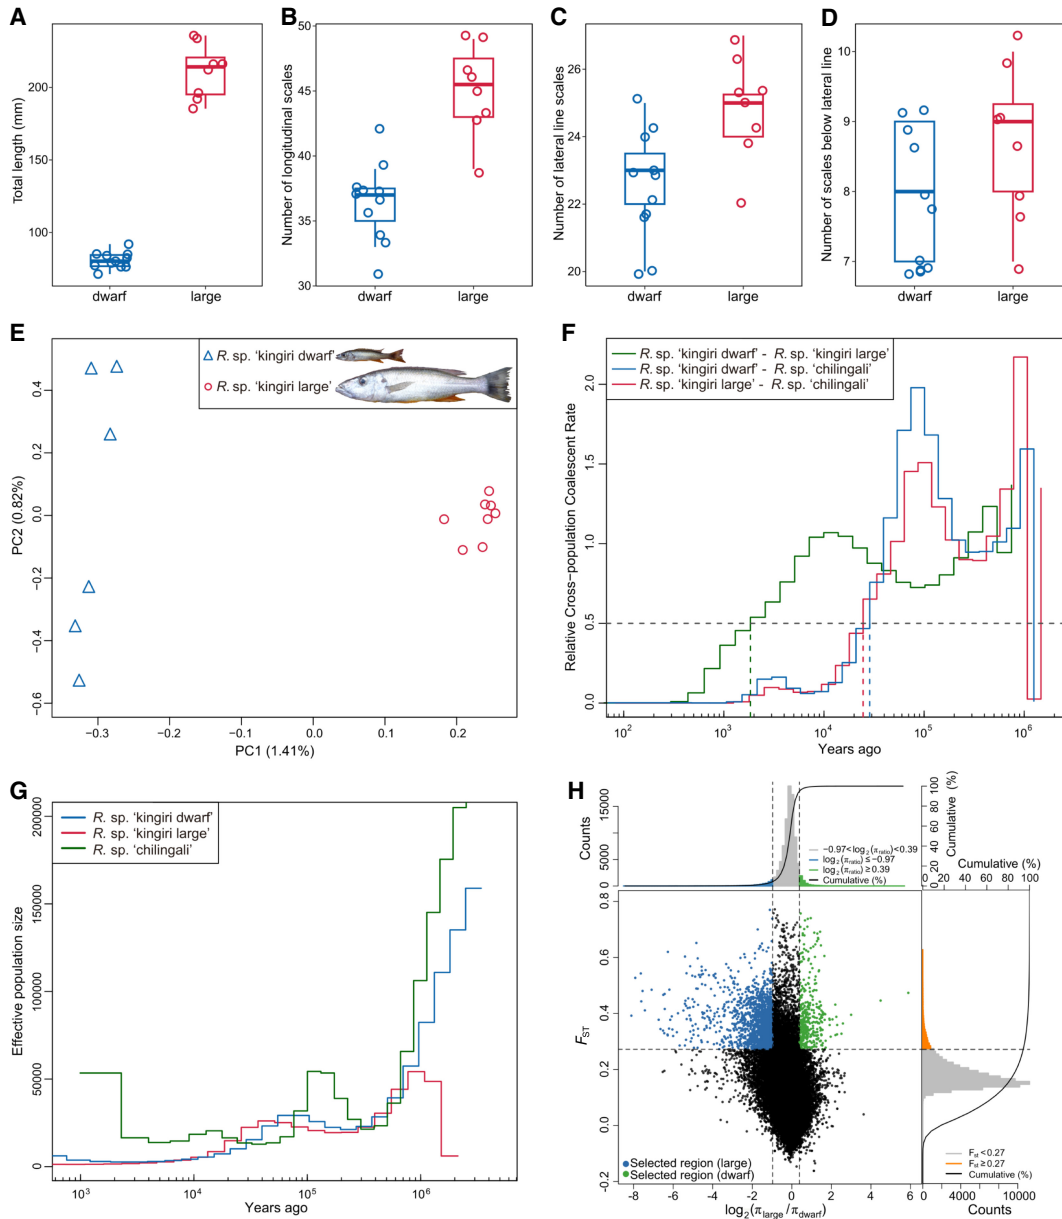 A
Total length (mm)
200
150
100
dwarf
large
B
Number of longitudinal scales
50
45
40
35
30
dwarf
large
C
Number of lateral line scales
26
24
22
20
dwarf
large
D
Number of scales below lateral line
10
9
8
7
dwarf
large
E
R. sp. ‘kingiri dwarf’
R. sp. ‘kingiri large’
PC2 (0.82%)
0.4
0.2
0.0
−0.2
−0.4
−0.6
−0.3
−0.2
−0.1
0.0
0.1
0.2
PC1 (1.41%)
F
R. sp. ‘kingiri dwarf’ - R. sp. ‘kingiri large’
R. sp. ‘kingiri dwarf’ - R. sp. ‘chilingali’
R. sp. ‘kingiri large’ - R. sp. ‘chilingali’
Relative Cross−population Coalescent Rate
2.0
1.5
1.0
0.5
0.0
10²
10³
10⁴
10⁵
10⁶
Years ago
G
R. sp. ‘kingiri dwarf’
R. sp. ‘kingiri large’
R. sp. ‘chilingali’
Effective population size
200000
150000
100000
50000
0
10³
10⁴
10⁵
10⁶
Years ago
H
Counts
15000
5000
0
−0.97<log₂(πratio)<0.39
log₂(πratio)≤−0.97
log₂(πratio)≥0.39
Cumulative (%)
100
80
60
40
20
0
Cumulative (%)
Cumulative (%)
0 20 40 60 80 100
FST
0.8
0.6
0.4
0.2
0.0
-0.2
Selected region (large)
Selected region (dwarf)
−8 −6 −4 −2 0 2 4 6
log₂(πlarge/πdwarf)
Fst<0.27
Fst≥0.27
Cumulative (%)
0 4000 10000
Counts